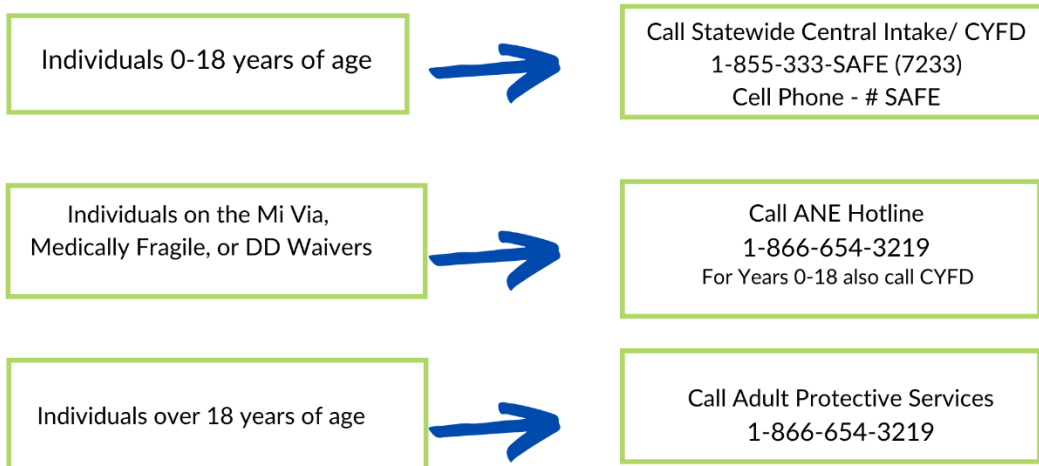 Individuals 0-18 years of age
Call Statewide Central Intake/ CYFD
1-855-333-SAFE (7233)
Cell Phone - # SAFE
Individuals on the Mi Via,
Medically Fragile, or DD Waivers
Call ANE Hotline
1-866-654-3219
For Years 0-18 also call CYFD
Individuals over 18 years of age
Call Adult Protective Services
1-866-654-3219